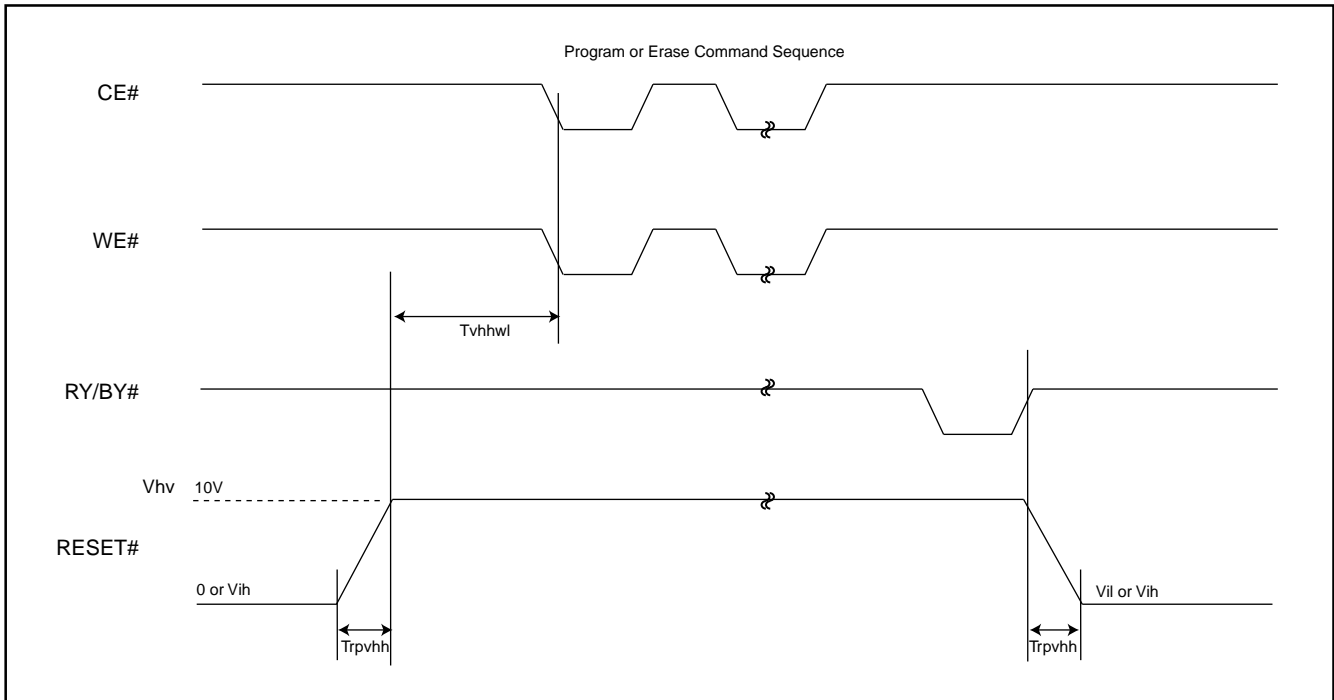 Program or Erase Command Sequence
CE#
WE#
Tvhhwl
RY/BY#
Vhv 10V
RESET#
0 or Vih
Vil or Vih
Trpvhh
Trpvhh